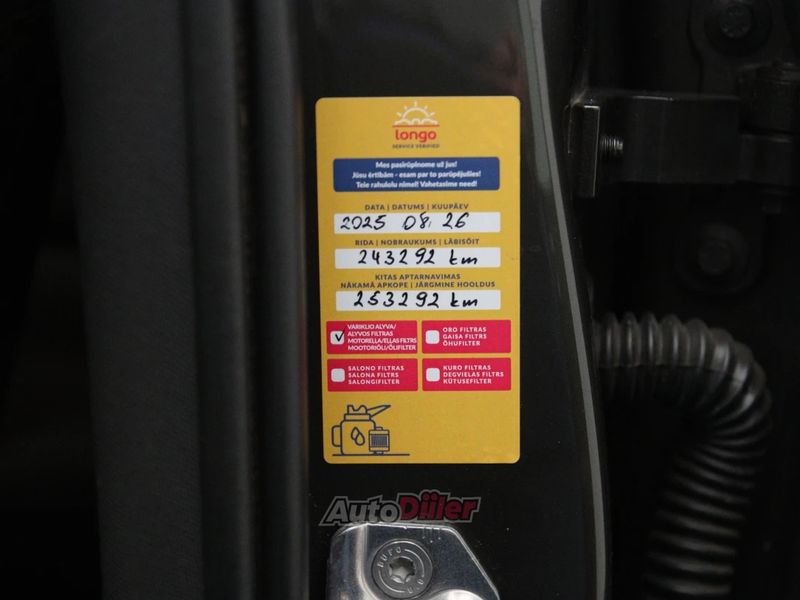 longo
SERVICE VERIFIED
Mes pasirūpinome už jus!
Jūsu ērtībām - esam par to parūpējušies!
Teie rahulolu nimel! Vahetasime need!
DATA | DATUMS | KUUPÄEV
2025 08. 26
RIDA | NOBRAUKUMS | LÄBISÕIT
243292 km
KITAS APTARNAVIMAS
NĀKAMĀ APKOPE | JÄRGMINE HOOLDUS
253292 km
VARIKLIO ALYVA/
ALYVOS FILTRAS
MOTORELLA/EĻĻAS FILTRS
MOOTORIÕLI/ÕLIFILTER
ORO FILTRAS
GAISA FILTRS
ÕHUFILTER
SALONO FILTRAS
SALONA FILTRS
SALONGIFILTER
KURO FILTRAS
DEGVIELAS FILTRS
KÜTUSEFILTER
AutoDiiler